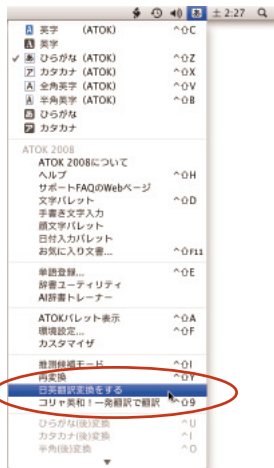 土 2:27
英字 (ATOK) ^⇧C
英字
✓ あ ひらがな (ATOK) ^⇧Z
ア カタカナ (ATOK) ^⇧X
A 全角英字 (ATOK) ^⇧V
A 半角英字 (ATOK) ^⇧B
あ ひらがな
ア カタカナ
ATOK 2008
ATOK 2008について
ヘルプ ^⇧H
サポートFAQのWebページ
文字パレット ^⇧D
手書き文字入力
顔文字パレット
日付入力パレット
お気に入り文書... ^⇧F11
単語登録... ^⇧E
辞書ユーティリティ
AI辞書トレーナー
ATOKパレット表示 ^⇧A
環境設定... ^⇧F
カスタマイザ
推測候補モード ^⇧I
再変換 ^⇧Y
日英翻訳変換をする
コリャ英和！一発翻訳で翻訳 ^⇧9
ひらがな(後)変換 ^U
カタカナ(後)変換 ^I
半角(後)変換 ^O